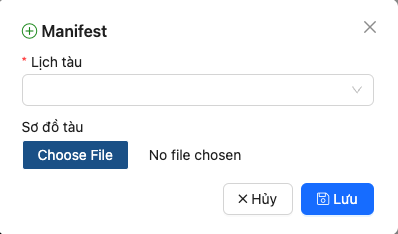 Manifest
* Lịch tàu
Sơ đồ tàu
Choose File No file chosen
Hủy Lưu